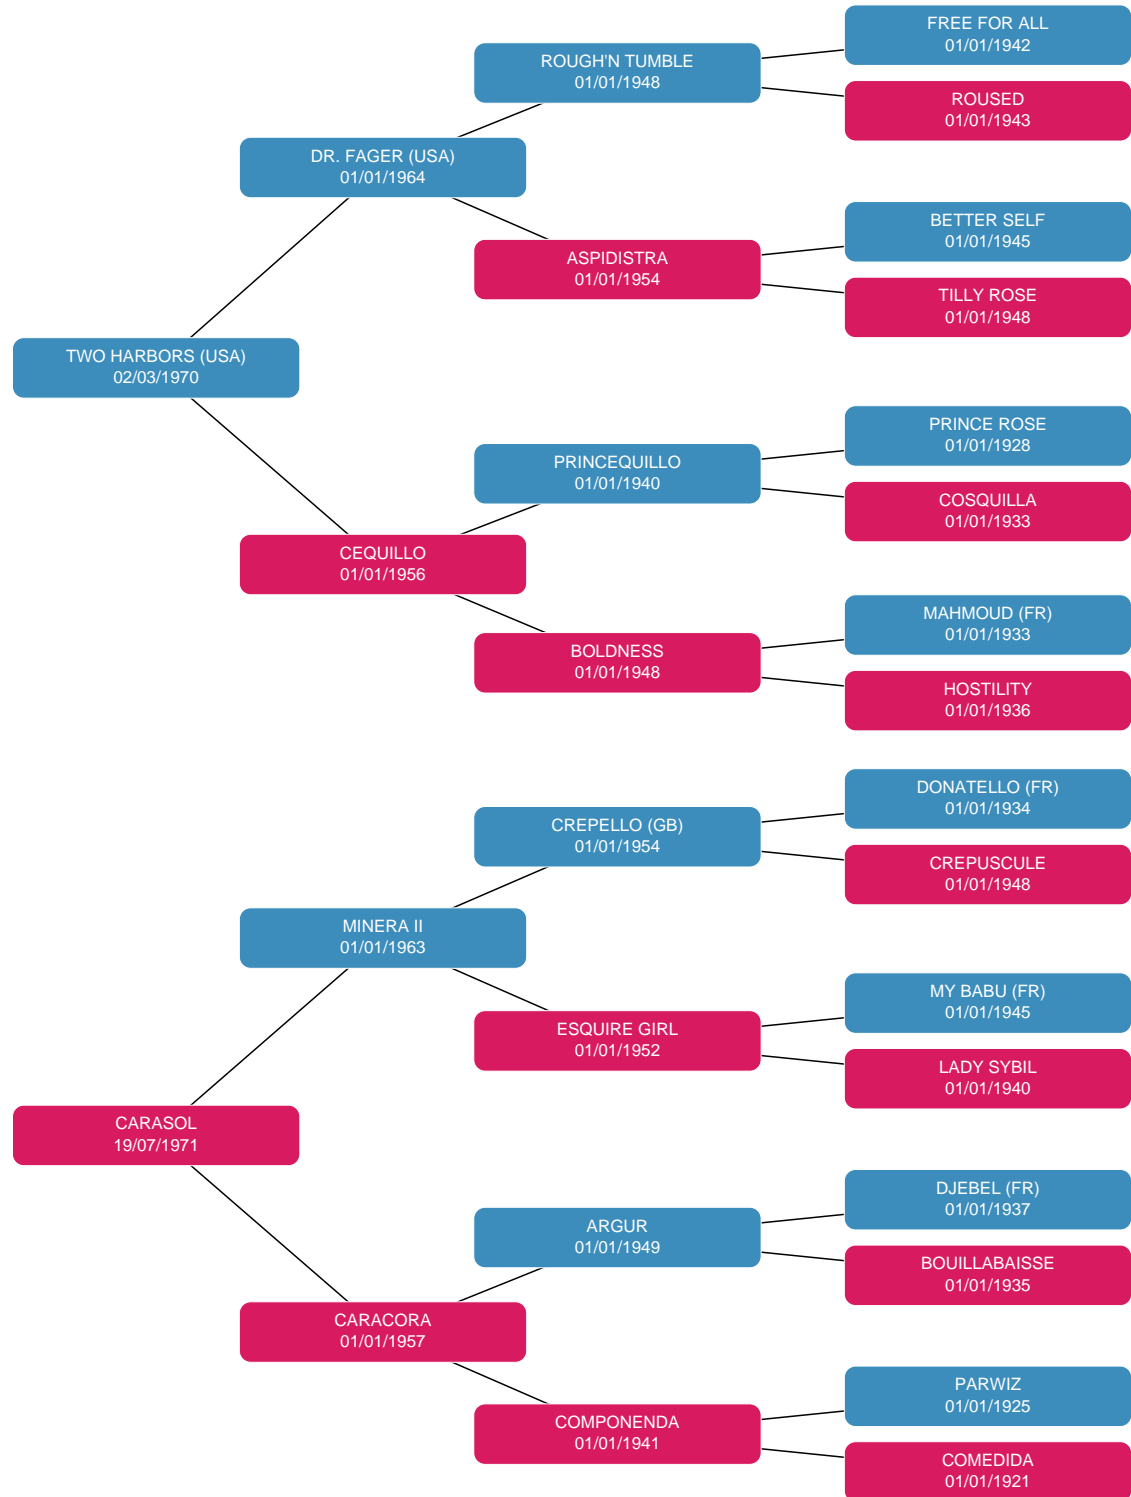 FREE FOR ALL
01/01/1942
ROUGH'N TUMBLE
01/01/1948
ROUSED
01/01/1943
DR. FAGER (USA)
01/01/1964
BETTER SELF
01/01/1945
ASPIDISTRA
01/01/1954
TILLY ROSE
01/01/1948
TWO HARBORS (USA)
02/03/1970
PRINCE ROSE
01/01/1928
PRINCEQUILLO
01/01/1940
COSQUILLA
01/01/1933
CEQUILLO
01/01/1956
MAHMOUD (FR)
01/01/1933
BOLDNESS
01/01/1948
HOSTILITY
01/01/1936
DONATELLO (FR)
01/01/1934
CREPELLO (GB)
01/01/1954
CREPUSCULE
01/01/1948
MINERA II
01/01/1963
MY BABU (FR)
01/01/1945
ESQUIRE GIRL
01/01/1952
LADY SYBIL
01/01/1940
CARASOL
19/07/1971
DJEBEL (FR)
01/01/1937
ARGUR
01/01/1949
BOUILLABAISSE
01/01/1935
CARACORA
01/01/1957
PARWIZ
01/01/1925
COMPONENDA
01/01/1941
COMEDIDA
01/01/1921